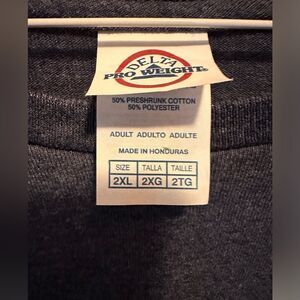 DELTA
PRO WEIGHT®
50% PRESHRUNK COTTON
50% POLYESTER
ADULT ADULTO ADULTE
MADE IN HONDURAS
SIZE TALLA TAILLE
2XL 2XG 2TG